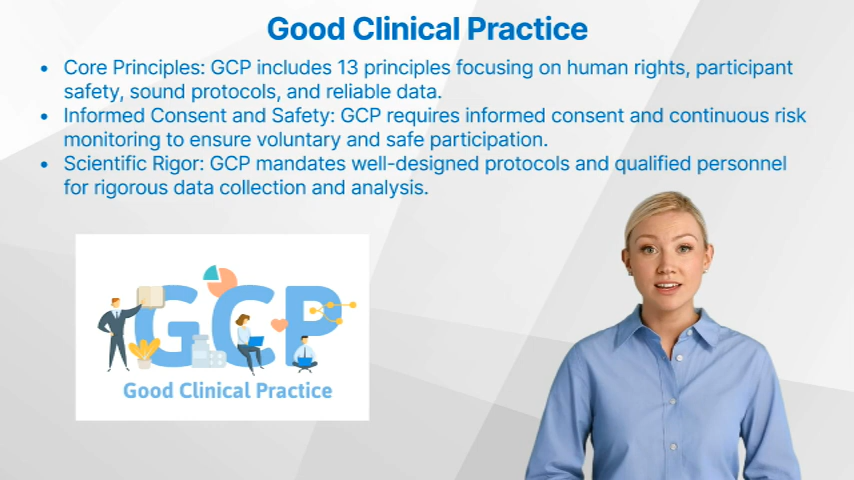 Good Clinical Practice
• Core Principles: GCP includes 13 principles focusing on human rights, participant
safety, sound protocols, and reliable data.
• Informed Consent and Safety: GCP requires informed consent and continuous risk
monitoring to ensure voluntary and safe participation.
• Scientific Rigor: GCP mandates well-designed protocols and qualified personnel
for rigorous data collection and analysis.
GCP
Good Clinical Practice